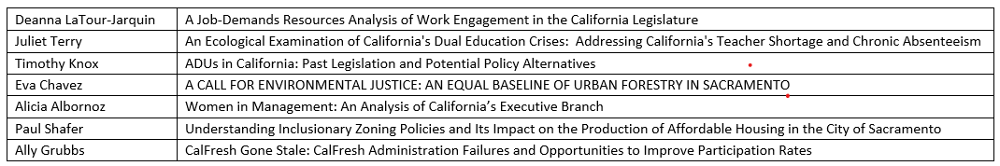 Deanna LaTour-Jarquin A Job-Demands Resources Analysis of Work Engagement in the California Legislature
Juliet Terry An Ecological Examination of California's Dual Education Crises:  Addressing California's Teacher Shortage and Chronic Absenteeism
Timothy Knox ADUs in California: Past Legislation and Potential Policy Alternatives
Eva Chavez A CALL FOR ENVIRONMENTAL JUSTICE: AN EQUAL BASELINE OF URBAN FORESTRY IN SACRAMENTO
Alicia Albornoz Women in Management: An Analysis of California’s Executive Branch
Paul Shafer Understanding Inclusionary Zoning Policies and Its Impact on the Production of Affordable Housing in the City of Sacramento
Ally Grubbs CalFresh Gone Stale: CalFresh Administration Failures and Opportunities to Improve Participation Rates